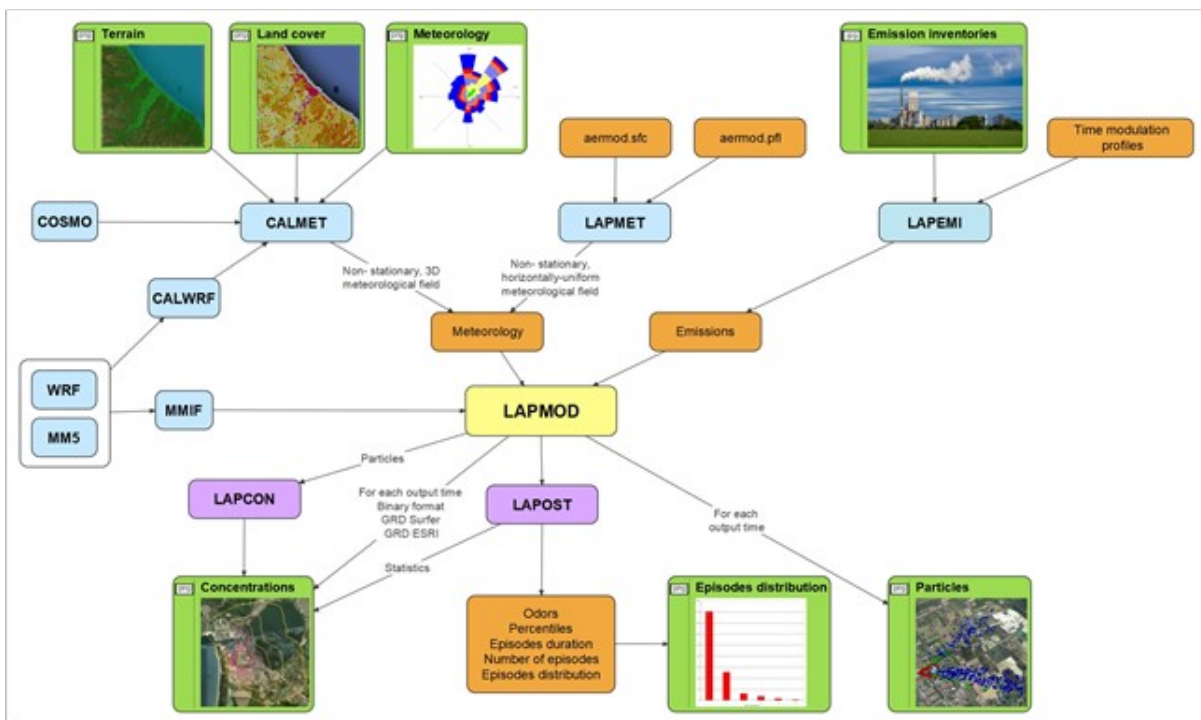 Terrain
Land cover
Meteorology
Emission inventories
aermod.sfc
aermod.pfl
Time modulation
profiles
COSMO
CALMET
LAPMET
LAPEMI
Non- stationary, 3D
meteorological field
Non- stationary,
horizontally-uniform
meteorological field
CALWRF
Meteorology
Emissions
WRF
MM5
MMIF
LAPMOD
Particles
LAPCON
For each output time
Binary format
GRD Surfer
GRD ESRI
LAPOST
For each
output time
Statistics
Concentrations
Odors
Percentiles
Episodes duration
Number of episodes
Episodes distribution
Episodes distribution
Particles